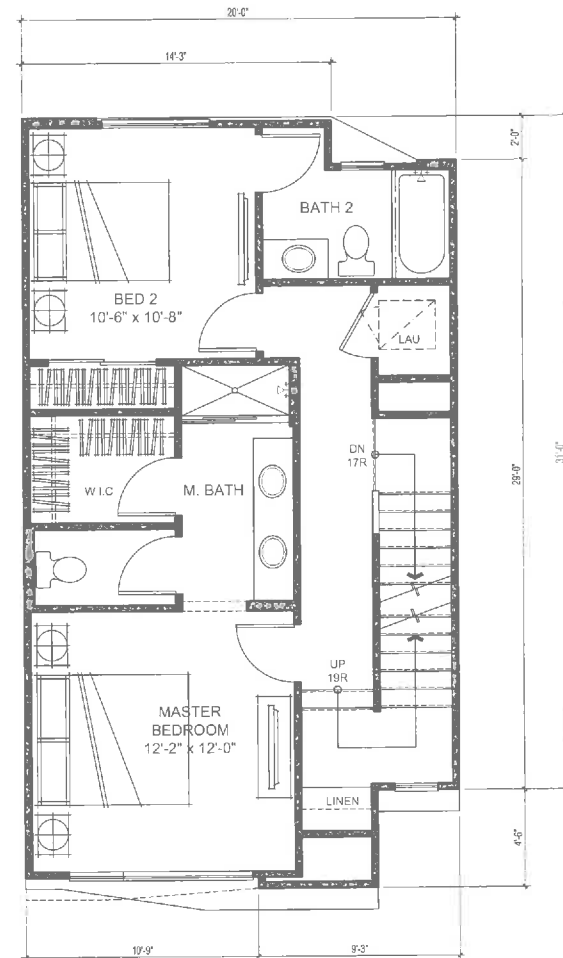 20'-0"
14'-3"
2'-0"
BATH 2
BED 2
10'-6" x 10'-8"
LAU
DN
17R
W.I.C
M. BATH
29'-0"
UP
19R
MASTER
BEDROOM
12'-2" x 12'-0"
LINEN
4'-6"
10'-9"
9'-3"